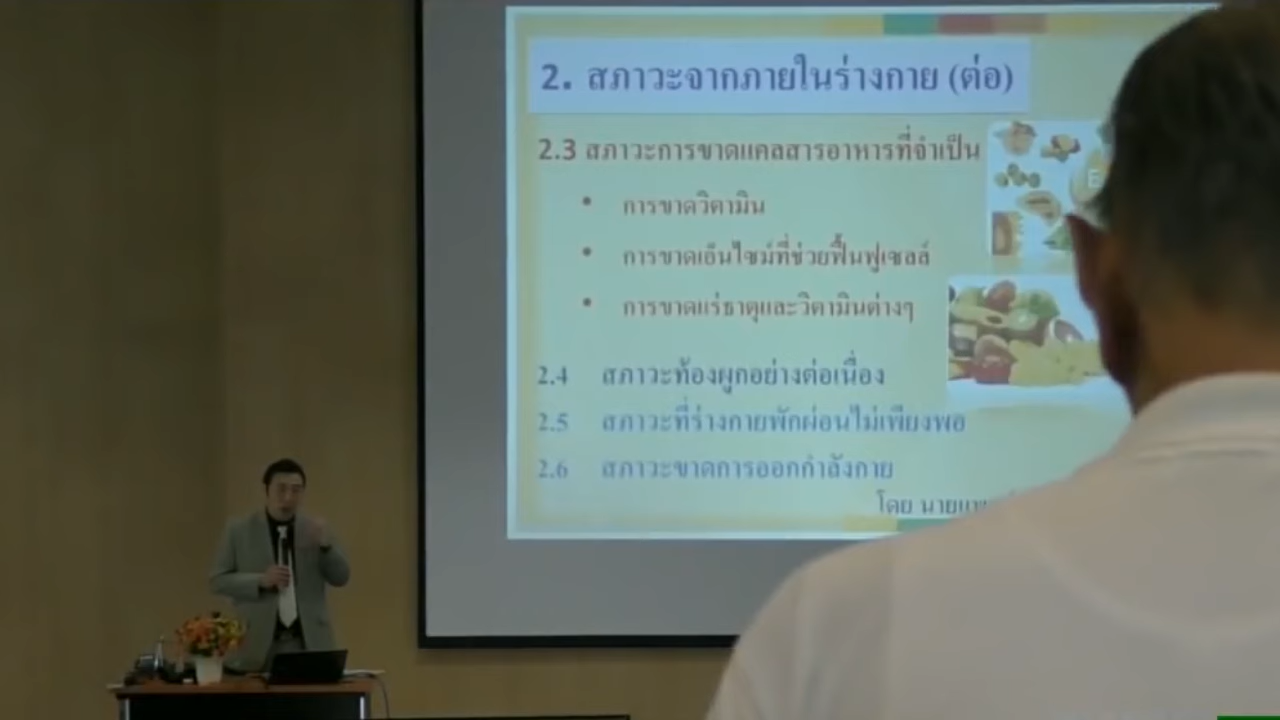 2. สภาวะจากภายในร่างกาย (ต่อ)
2.3 สภาวะการขาดแคลสารอาหารที่จำเป็น
• การขาดวิตามิน
• การขาดเอ็นไซม์ที่ช่วยฟื้นฟูเซลล์
• การขาดแร่ธาตุและวิตามินต่างๆ
2.4 สภาวะท้องผูกอย่างต่อเนื่อง
2.5 สภาวะที่ร่างกายพักผ่อนไม่เพียงพอ
2.6 สภาวะขาดการออกกำลังกาย
โดย